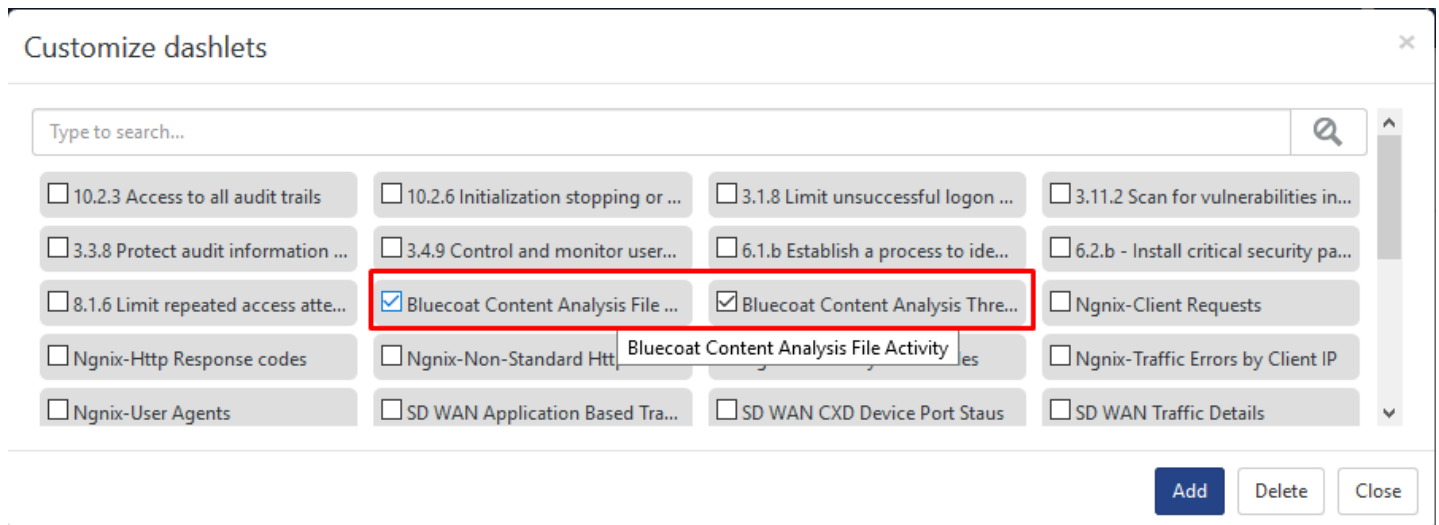 Customize dashlets
Type to search...
10.2.3 Access to all audit trails
10.2.6 Initialization stopping or ...
3.1.8 Limit unsuccessful logon ...
3.11.2 Scan for vulnerabilities in...
3.3.8 Protect audit information ...
3.4.9 Control and monitor user...
6.1.b Establish a process to ide...
6.2.b - Install critical security pa...
8.1.6 Limit repeated access atte...
Bluecoat Content Analysis File ...
Bluecoat Content Analysis Thre...
Ngnix-Client Requests
Bluecoat Content Analysis File Activity
Ngnix-Http Response codes
Ngnix-Non-Standard Htt
Ngnix-Traffic Errors by Client IP
Ngnix-User Agents
SD WAN Application Based Tra...
SD WAN CXD Device Port Staus
SD WAN Traffic Details
Add
Delete
Close